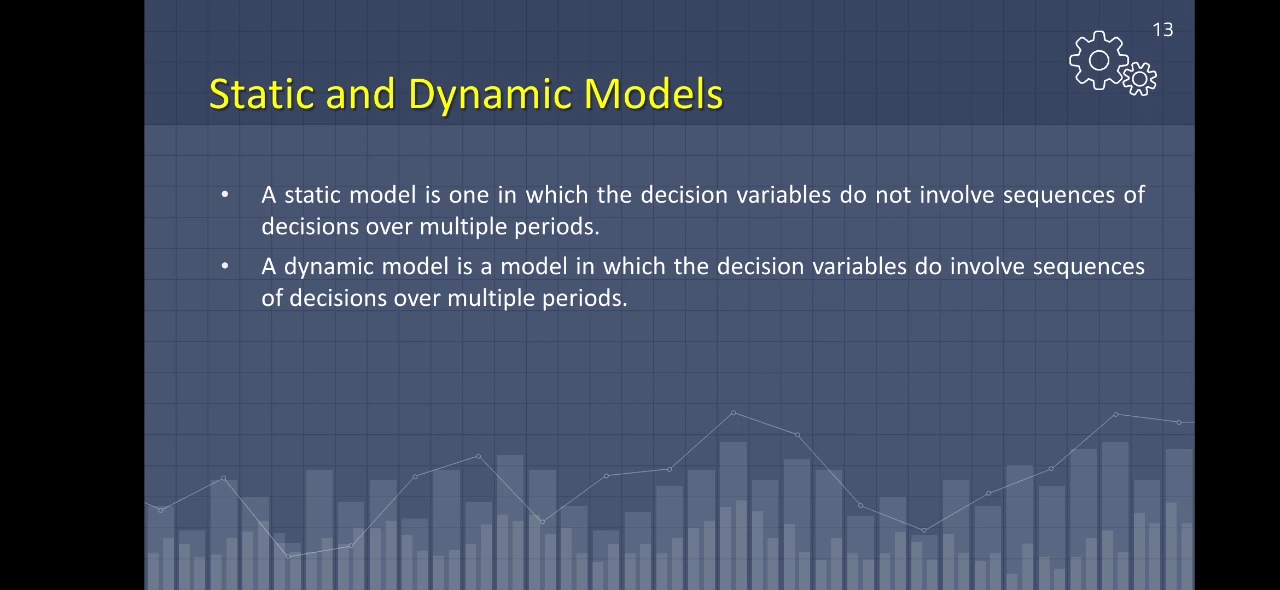 13
Static and Dynamic Models
• A static model is one in which the decision variables do not involve sequences of
decisions over multiple periods.
• A dynamic model is a model in which the decision variables do involve sequences
of decisions over multiple periods.